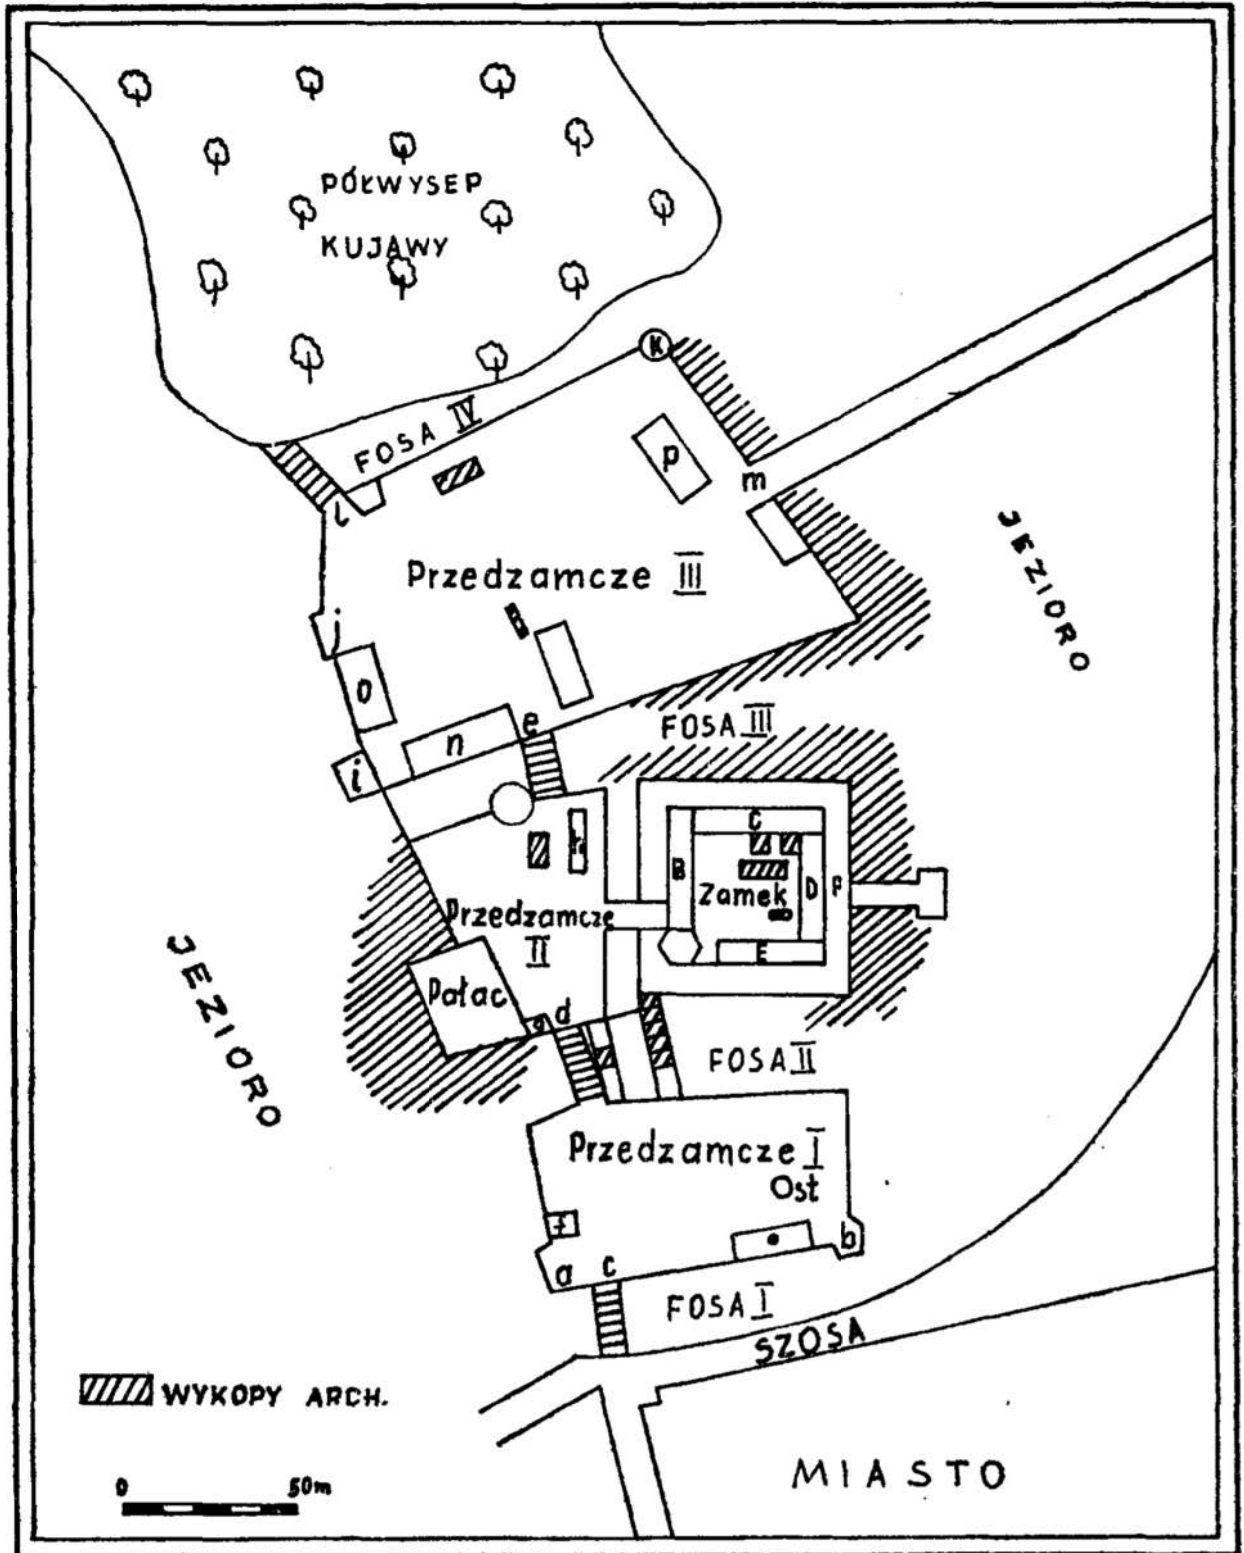 PÓŁWYSEP
KUJAWY
k
FOSA IV
p
m
l
JEZIORO
Przedzamcze III
j
o
e
FOSA III
n
i
C
h
B
Zamek
D
F
Przedzamcze
II
E
JEZIORO
Pałac
g
d
FOSA II
Przedzamcze I
Ost
f
b
a
c
FOSA I
SZOSA
WYKOPY ARCH.
MIASTO
0
50m